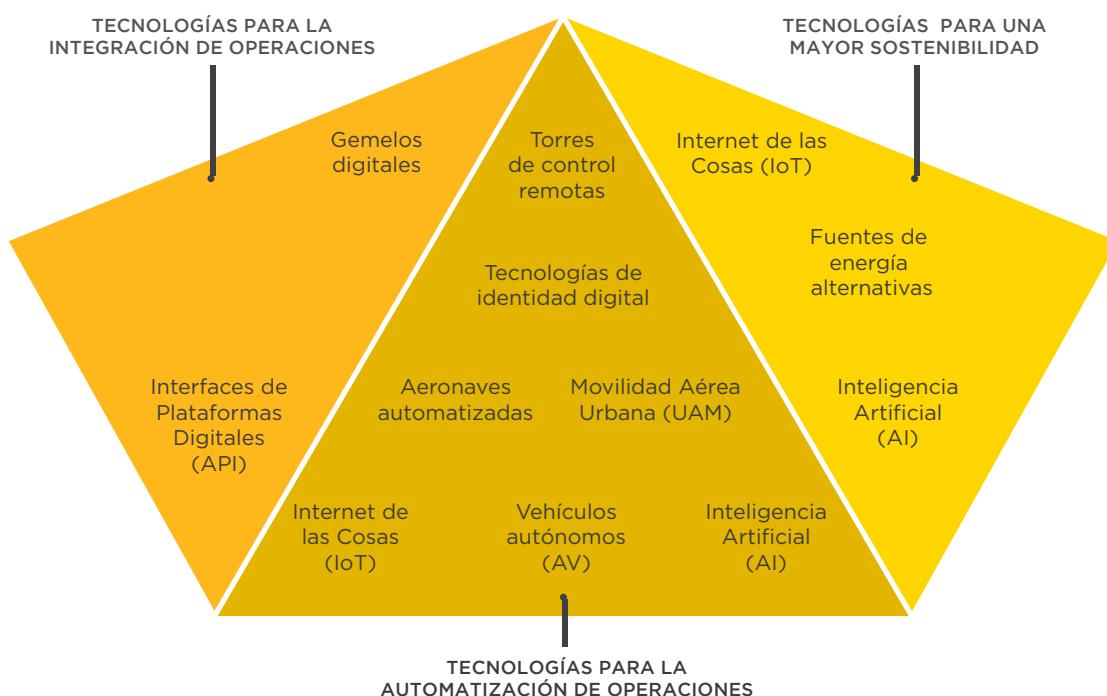 TECNOLOGÍAS PARA LA
INTEGRACIÓN DE OPERACIONES
Gemelos
digitales
Interfaces de
Plataformas
Digitales
(API)
Torres
de control
remotas
Tecnologías de
identidad digital
Aeronaves
automatizadas
Movilidad Aérea
Urbana (UAM)
Internet de
las Cosas
(IoT)
Vehículos
autónomos
(AV)
Inteligencia
Artificial
(AI)
TECNOLOGÍAS PARA LA
AUTOMATIZACIÓN DE OPERACIONES
TECNOLOGÍAS PARA UNA
MAYOR SOSTENIBILIDAD
Internet de las
Cosas (IoT)
Fuentes de
energía
alternativas
Inteligencia
Artificial
(AI)